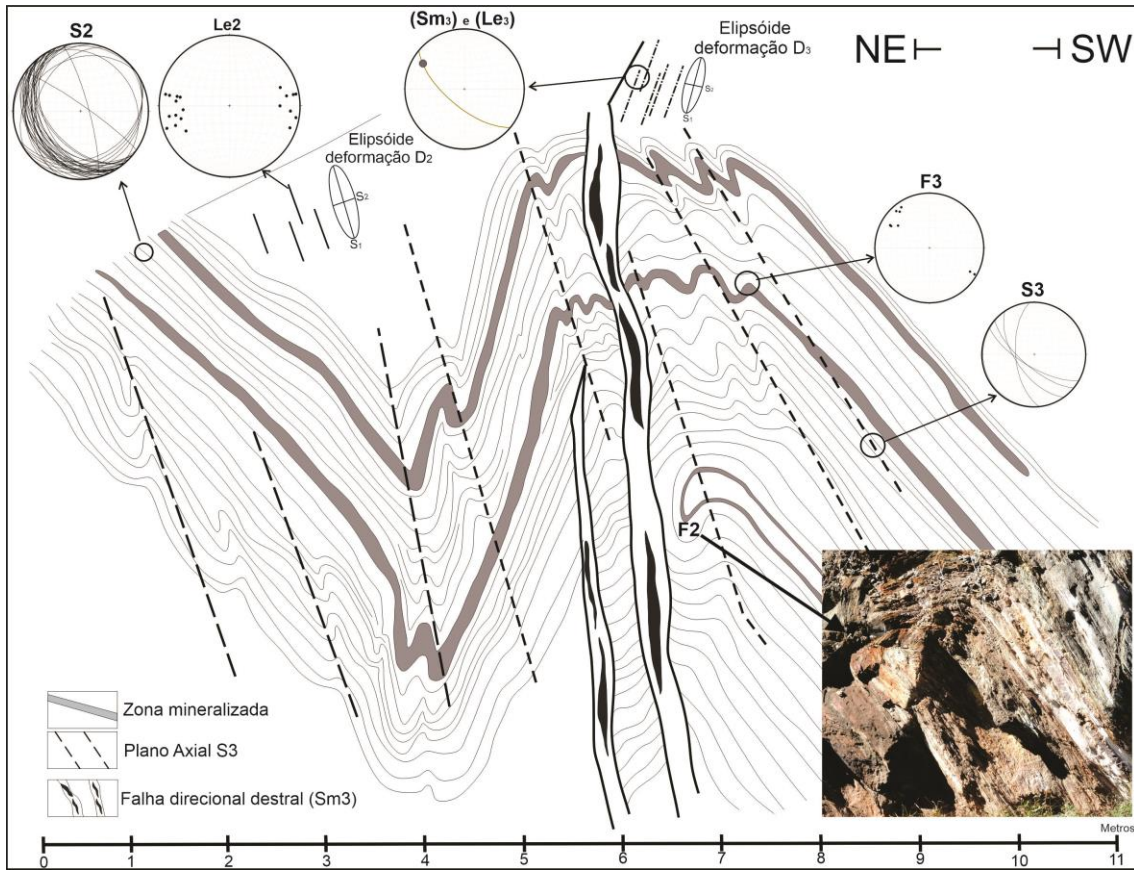 S2
Le2
(Sm3) e (Le3)
Elipsóide
deformação D3
NE
SW
S2
S1
Elipsóide
deformação D2
S2
S1
F3
S3
F2
Zona mineralizada
Plano Axial S3
Falha direcional destral (Sm3)
Metros
0 1 2 3 4 5 6 7 8 9 10 11